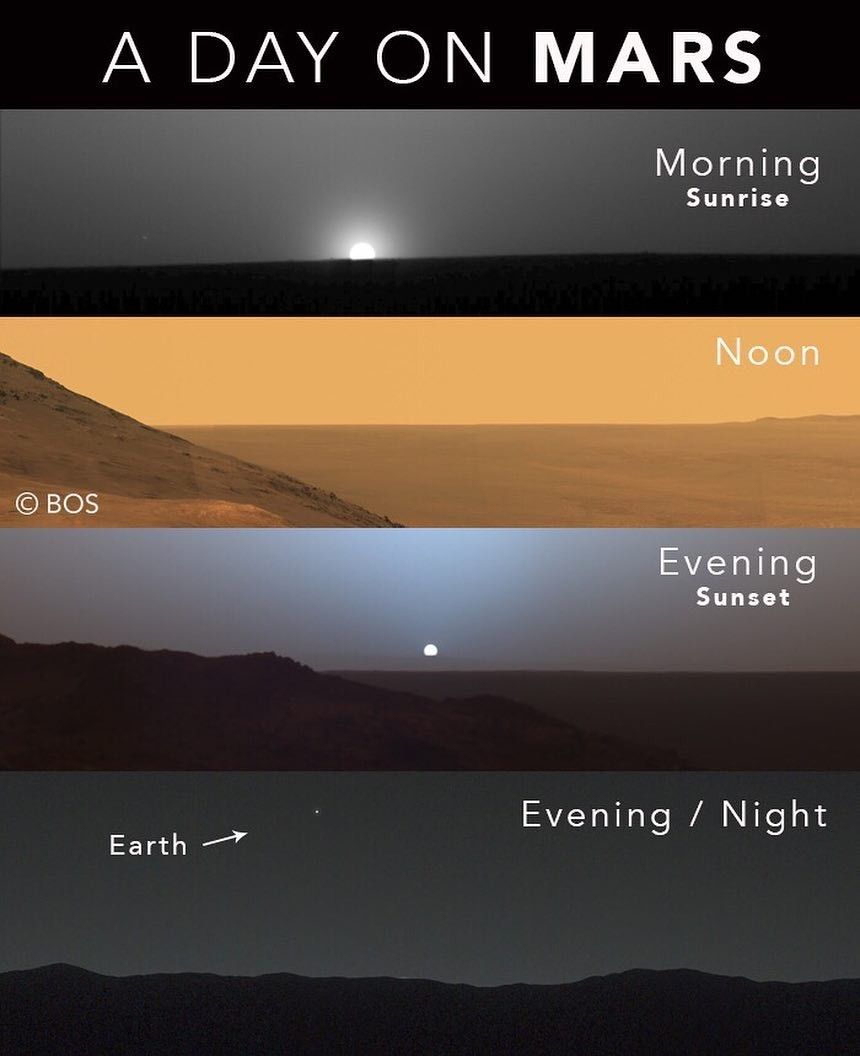 A DAY ON MARS
Morning
Sunrise
Noon
© BOS
Evening
Sunset
Evening / Night
Earth